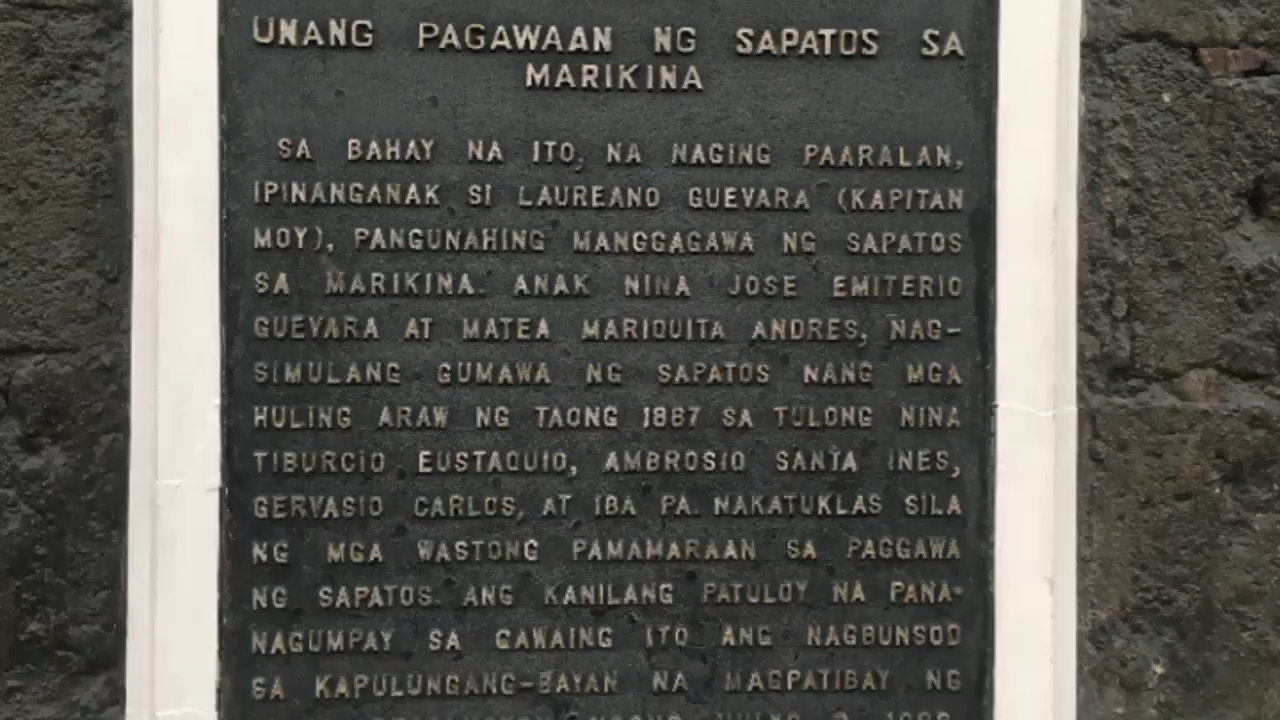 UNANG PAGAWAAN NG SAPATOS SA
MARIKINA
SA BAHAY NA ITO, NA NAGING PAARALAN,
IPINANGANAK SI LAUREANO GUEVARA (KAPITAN
MOY), PANGUNAHING MANGGAGAWA NG SAPATOS
SA MARIKINA. ANAK NINA JOSE EMITERIO
GUEVARA AT MATEA MARIQUITA ANDRES, NAG-
SIMULANG GUMAWA NG SAPATOS NANG MGA
HULING ARAW NG TAONG 1887 SA TULONG NINA
TIBURCIO EUSTAQUIO, AMBROSIO SANTA INES,
GERVASIO CARLOS, AT IBA PA. NAKATUKLAS SILA
NG MGA WASTONG PAMAMARAAN SA PAGGAWA
NG SAPATOS. ANG KANILANG PATULOY NA PANA-
NAGUMPAY SA GAWAING ITO ANG NAGBUNSOD
SA KAPULUNGANG-BAYAN NA MAGPATIBAY NG